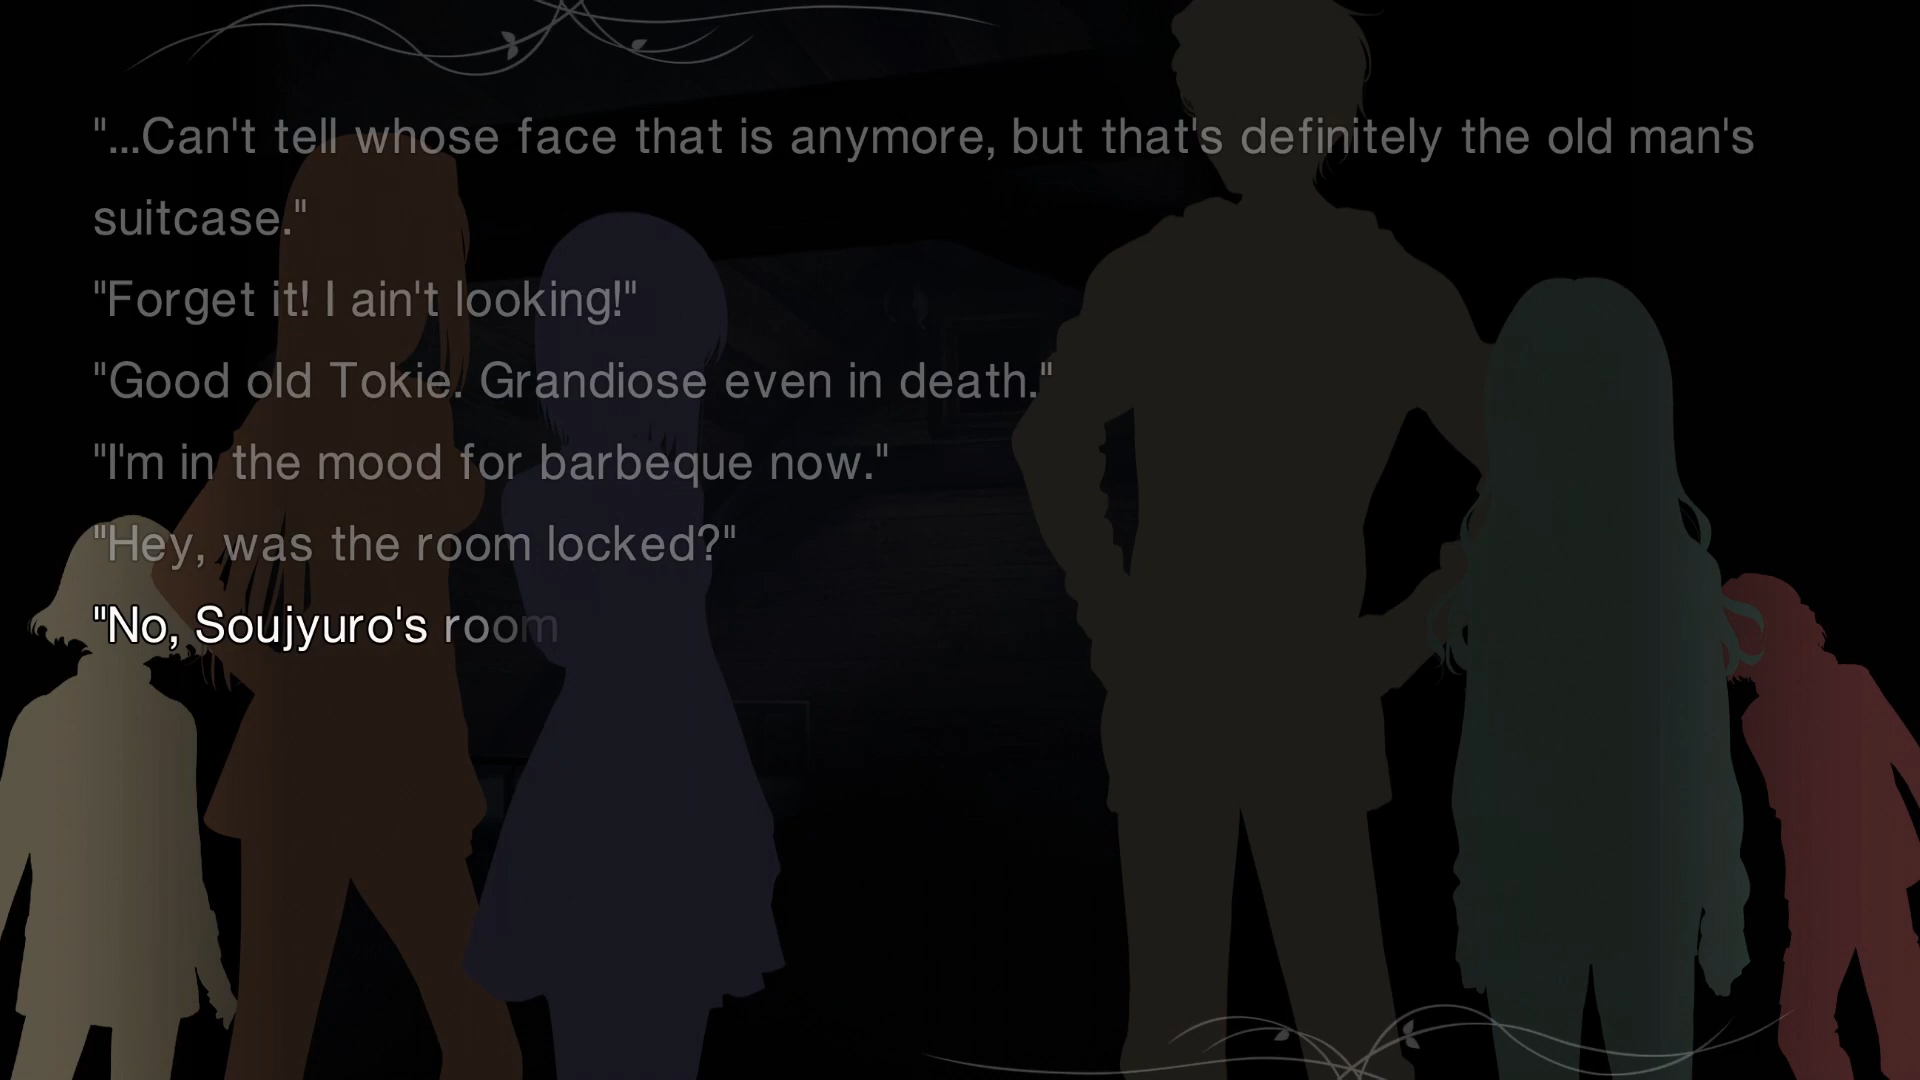 "...Can't tell whose face that is anymore, but that's definitely the old man's
suitcase."
"Forget it! I ain't looking!"
"Good old Tokie. Grandiose even in death."
"I'm in the mood for barbeque now."
"Hey, was the room locked?"
"No, Soujyuro's room